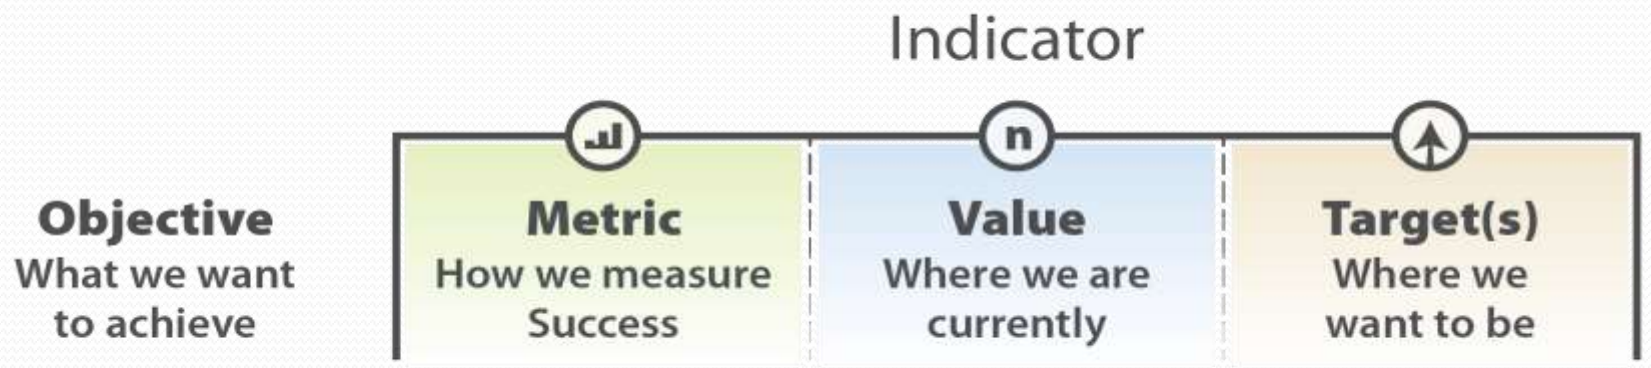 Indicator
n
Objective
What we want
to achieve
Metric
How we measure
Success
Value
Where we are
currently
Target(s)
Where we
want to be